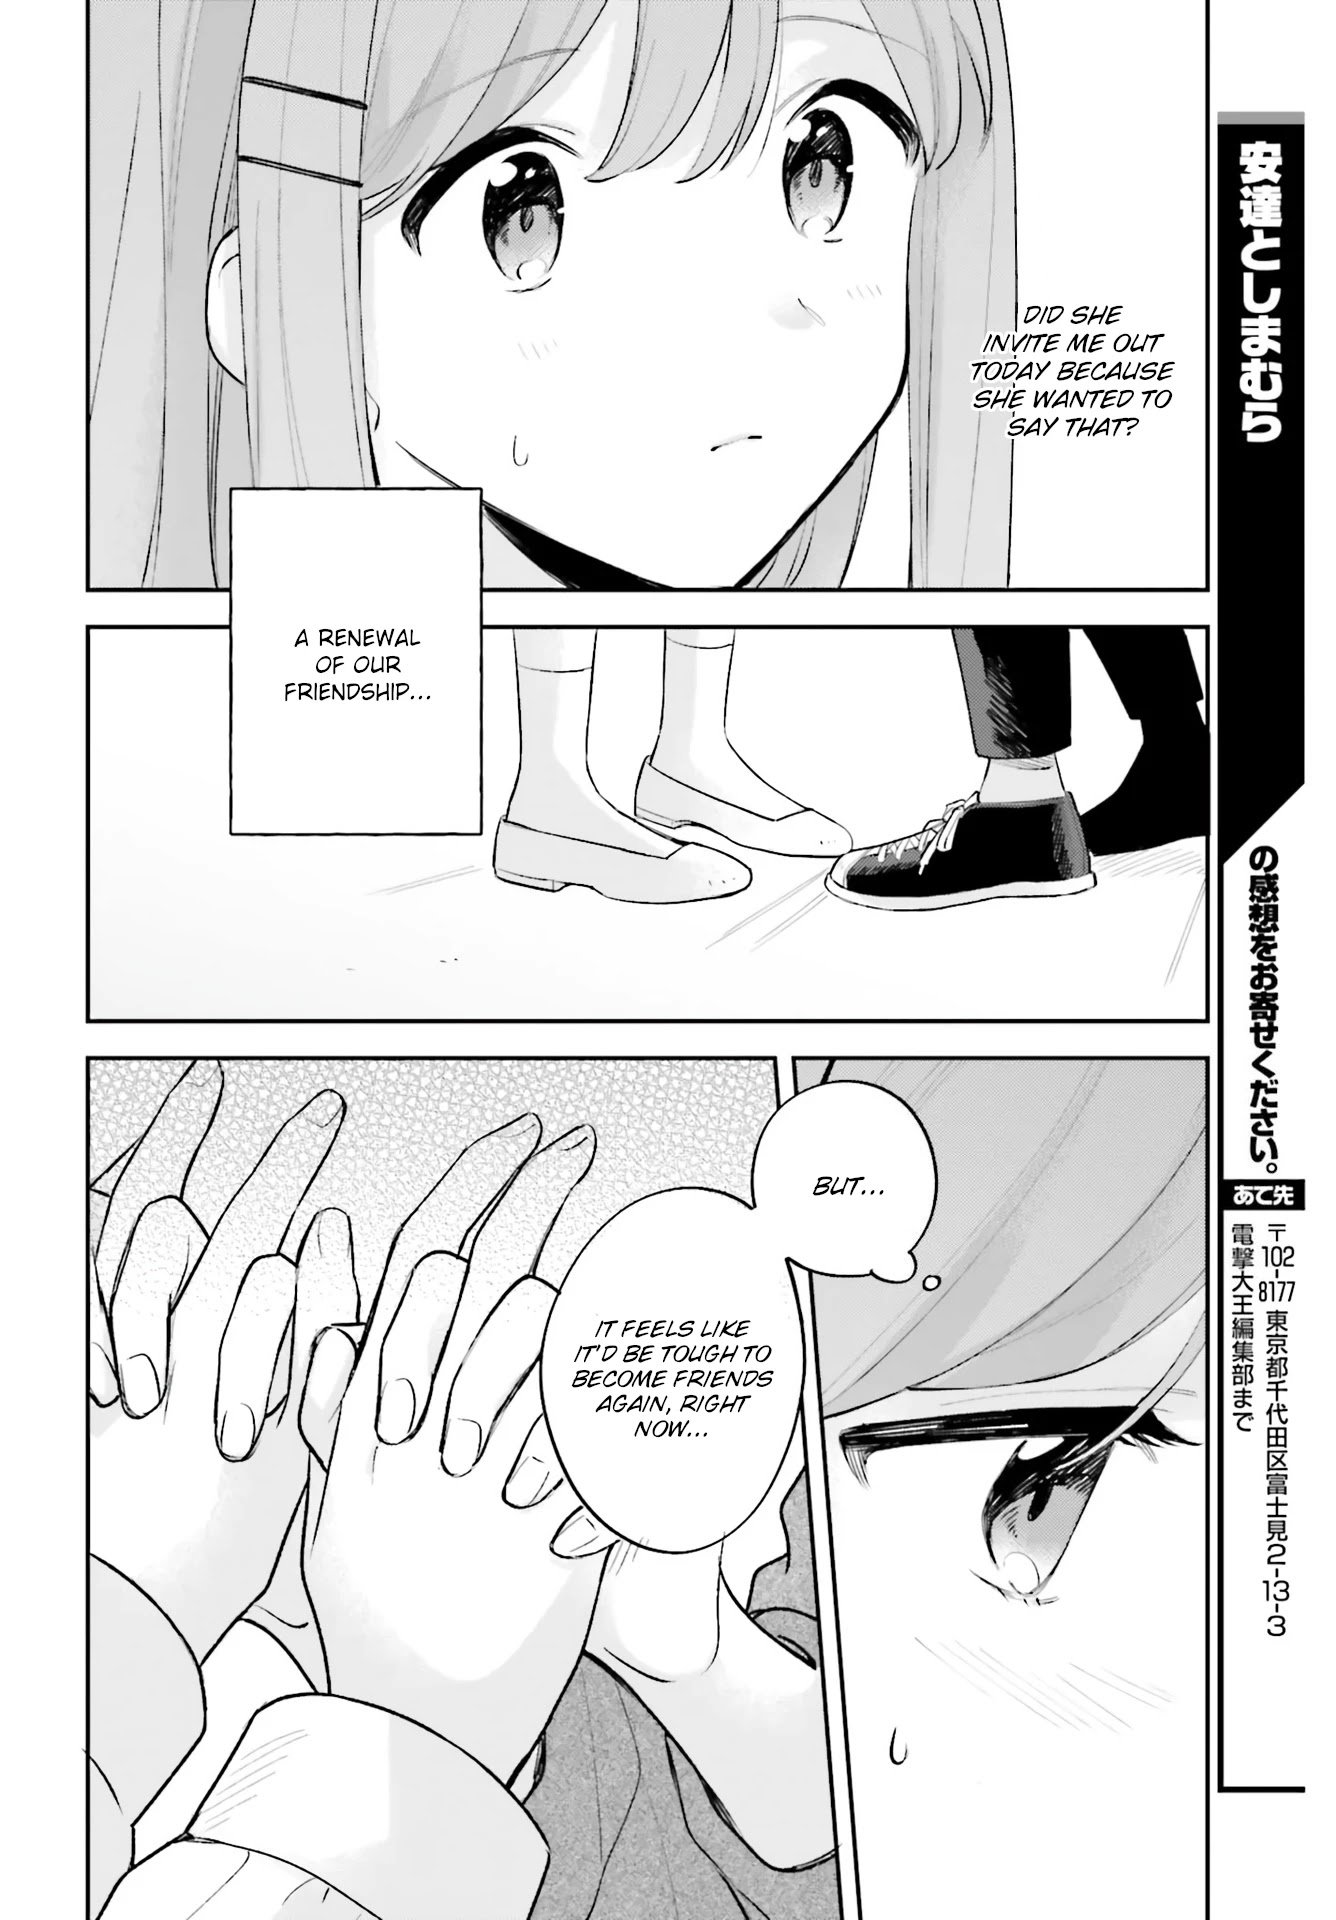 DID SHE
INVITE ME OUT
TODAY BECAUSE
SHE WANTED TO
SAY THAT?
A RENEWAL
OF OUR
FRIENDSHIP...
BUT...
IT FEELS LIKE
IT'D BE TOUGH TO
BECOME FRIENDS
AGAIN, RIGHT
NOW...
安達としまむら
の感想をお寄せください。
あて先
〒102-8177 東京都千代田区富士見2-13-3
電撃大王編集部まで